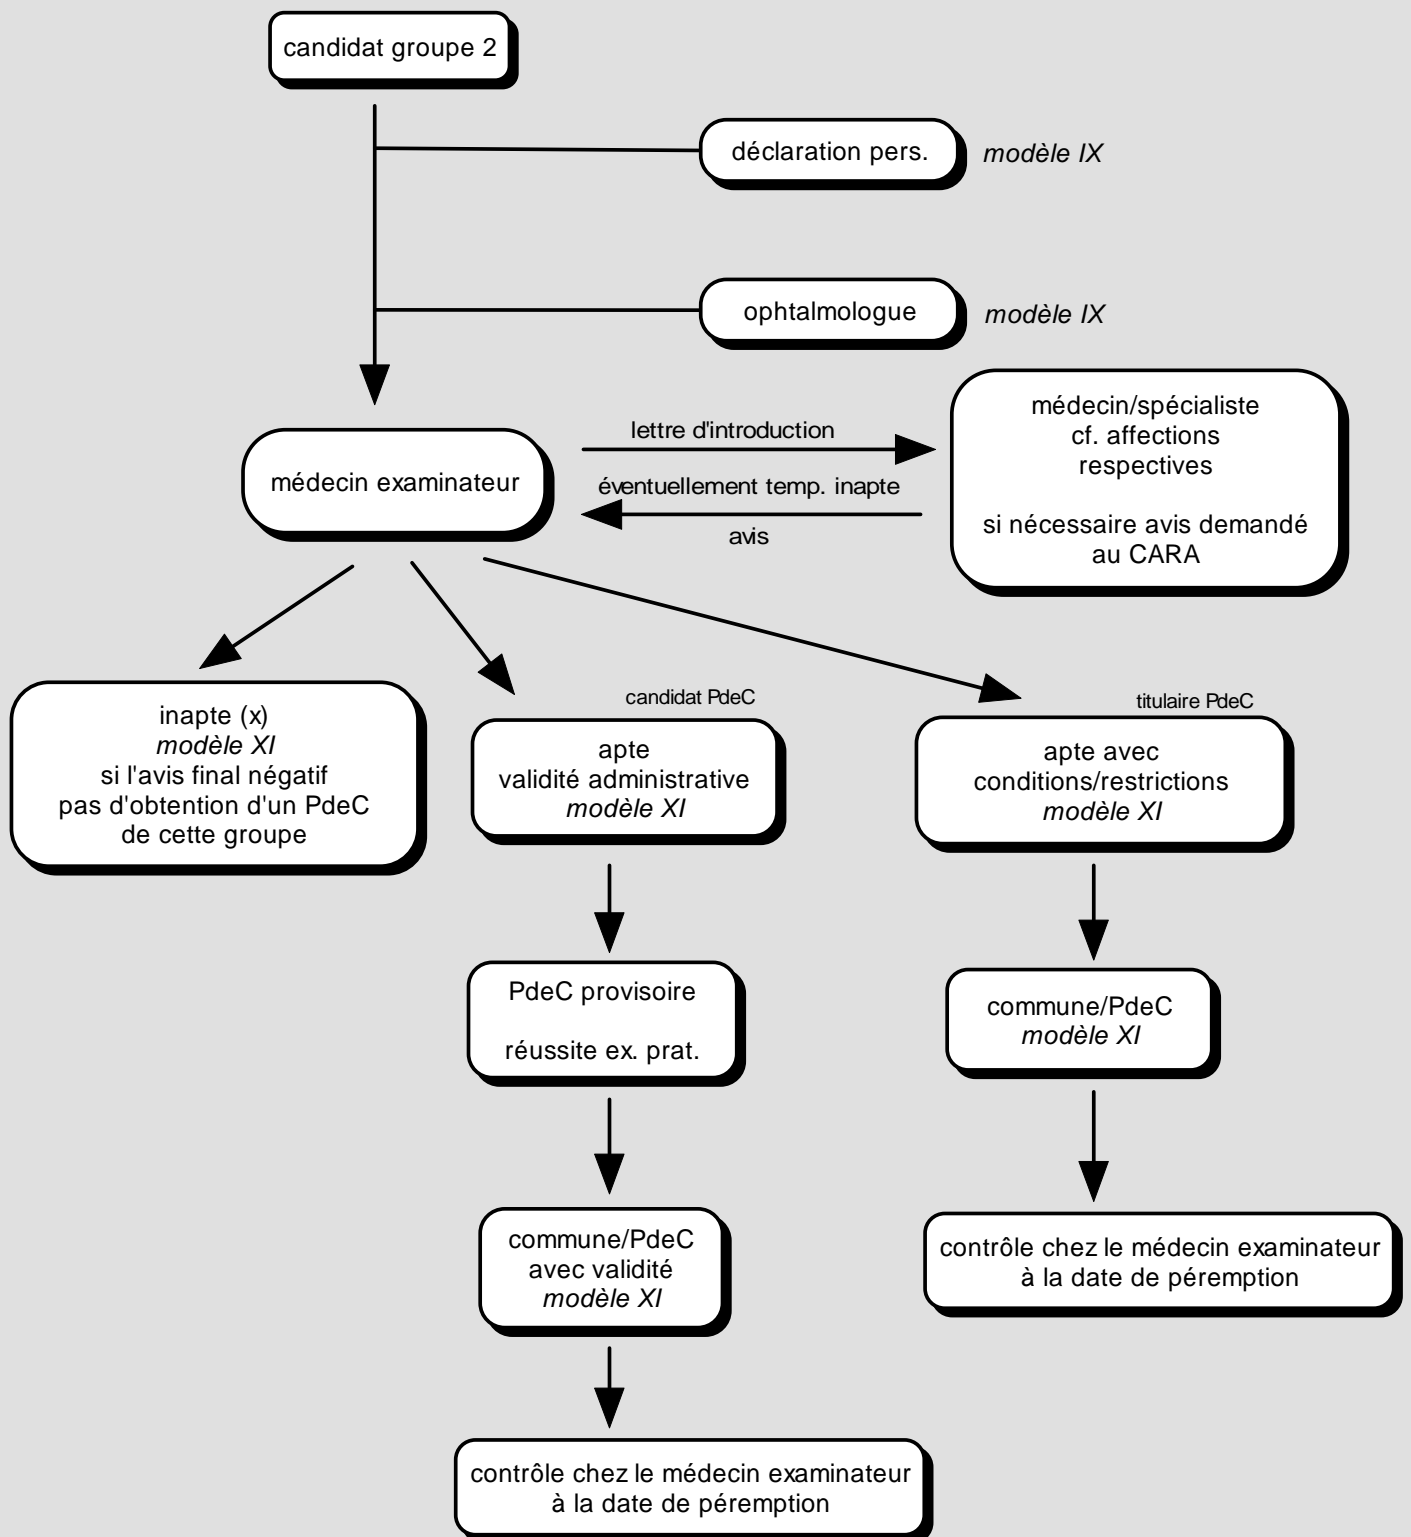 candidat groupe 2
déclaration pers.
modèle IX
ophtalmologue
modèle IX
médecin/spécialiste
cf. affections
respectives
si nécessaire avis demandé
au CARA
lettre d'introduction
éventuellement temp. inapte
avis
médecin examinateur
inapte (x)
modèle XI
si l'avis final négatif
pas d'obtention d'un PdeC
de cette groupe
candidat PdeC
apte
validité administrative
modèle XI
titulaire PdeC
apte avec
conditions/restrictions
modèle XI
PdeC provisoire
réussite ex. prat.
commune/PdeC
modèle XI
commune/PdeC
avec validité
modèle XI
contrôle chez le médecin examinateur
à la date de péremption
contrôle chez le médecin examinateur
à la date de péremption